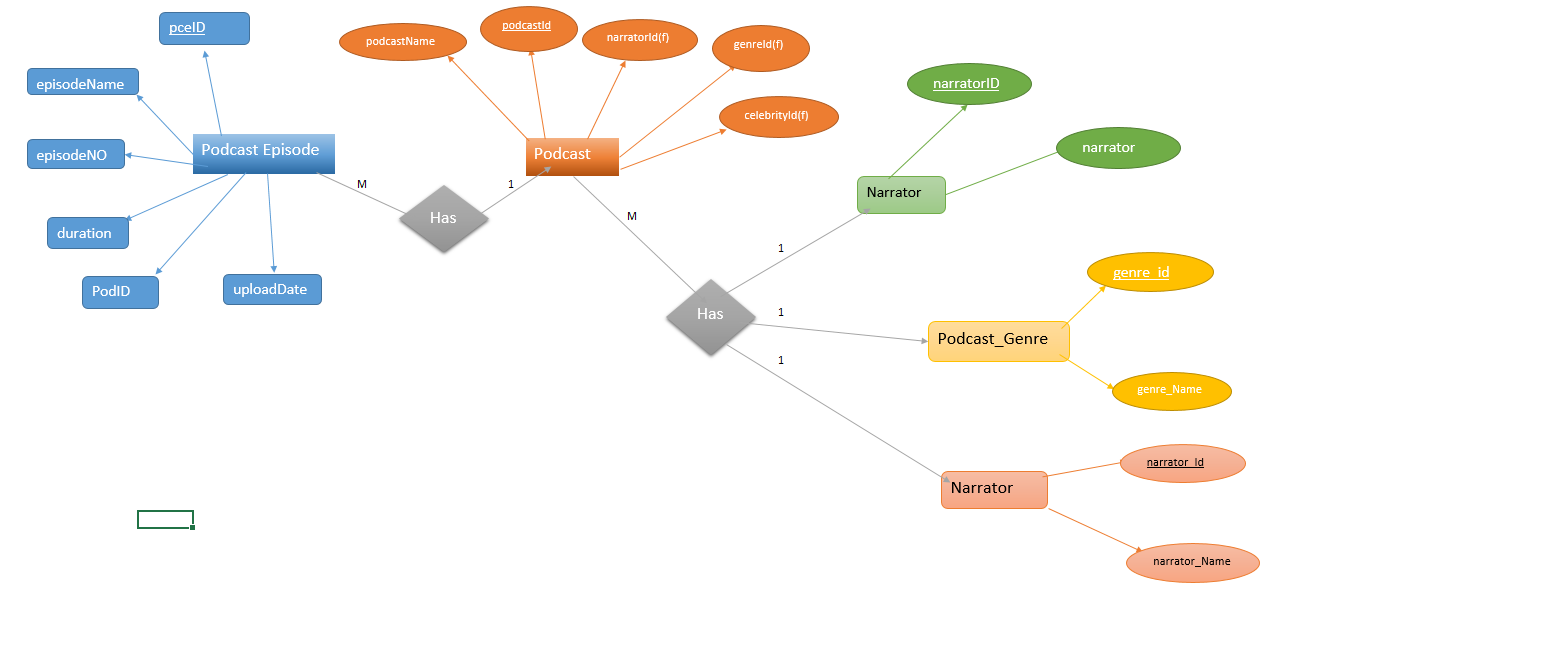 pceID
episodeName
episodeNO
Podcast Episode
duration
PodID
uploadDate
M
Has
1
podcastName
podcastId
narratorId(f)
genreId(f)
celebrityId(f)
Podcast
M
Has
1
1
1
narratorID
narrator
Narrator
genre_id
Podcast_Genre
genre_Name
narrator_Id
Narrator
narrator_Name